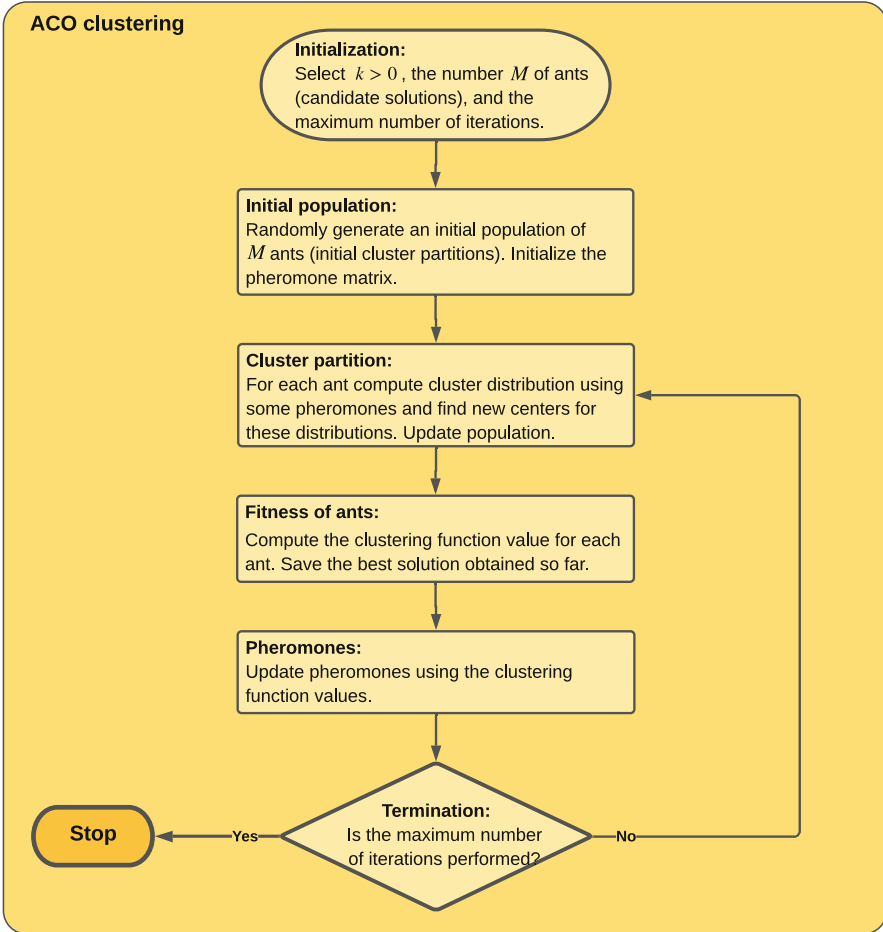 ACO clustering
Initialization:
Select k > 0 , the number M of ants
(candidate solutions), and the
maximum number of iterations.
Initial population:
Randomly generate an initial population of
M ants (initial cluster partitions). Initialize the
pheromone matrix.
Cluster partition:
For each ant compute cluster distribution using
some pheromones and find new centers for
these distributions. Update population.
Fitness of ants:
Compute the clustering function value for each
ant. Save the best solution obtained so far.
Pheromones:
Update pheromones using the clustering
function values.
Termination:
Is the maximum number
of iterations performed?
Stop
Yes
No